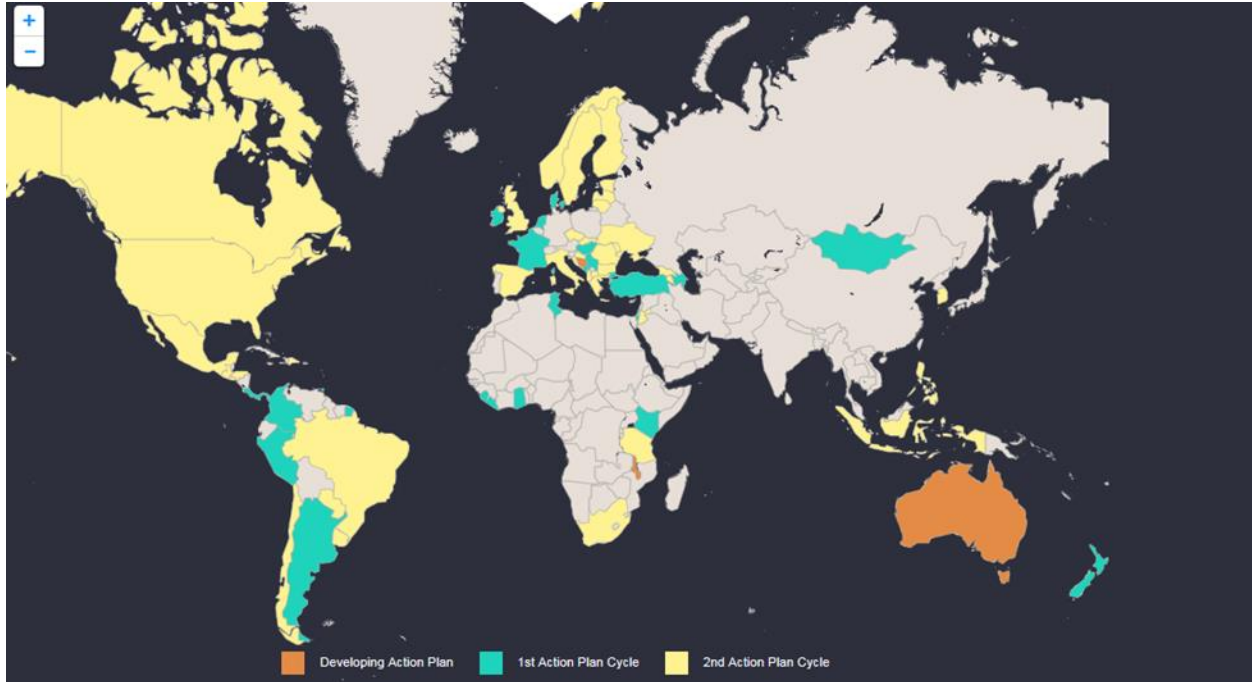 +
−
Developing Action Plan
1st Action Plan Cycle
2nd Action Plan Cycle